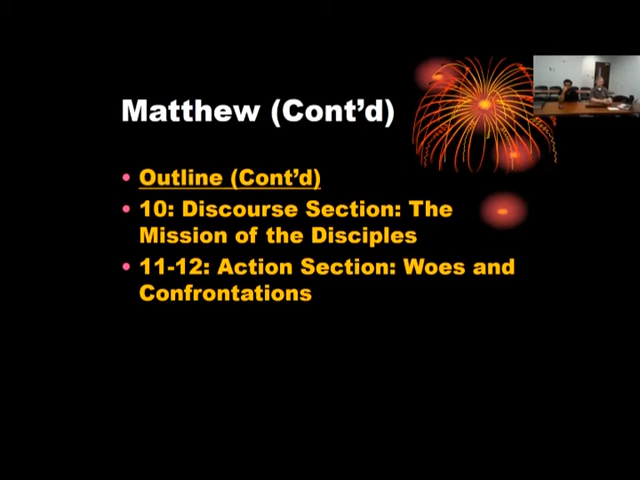 Matthew (Cont'd)
• Outline (Cont'd)
• 10: Discourse Section: The
Mission of the Disciples
• 11-12: Action Section: Woes and
Confrontations